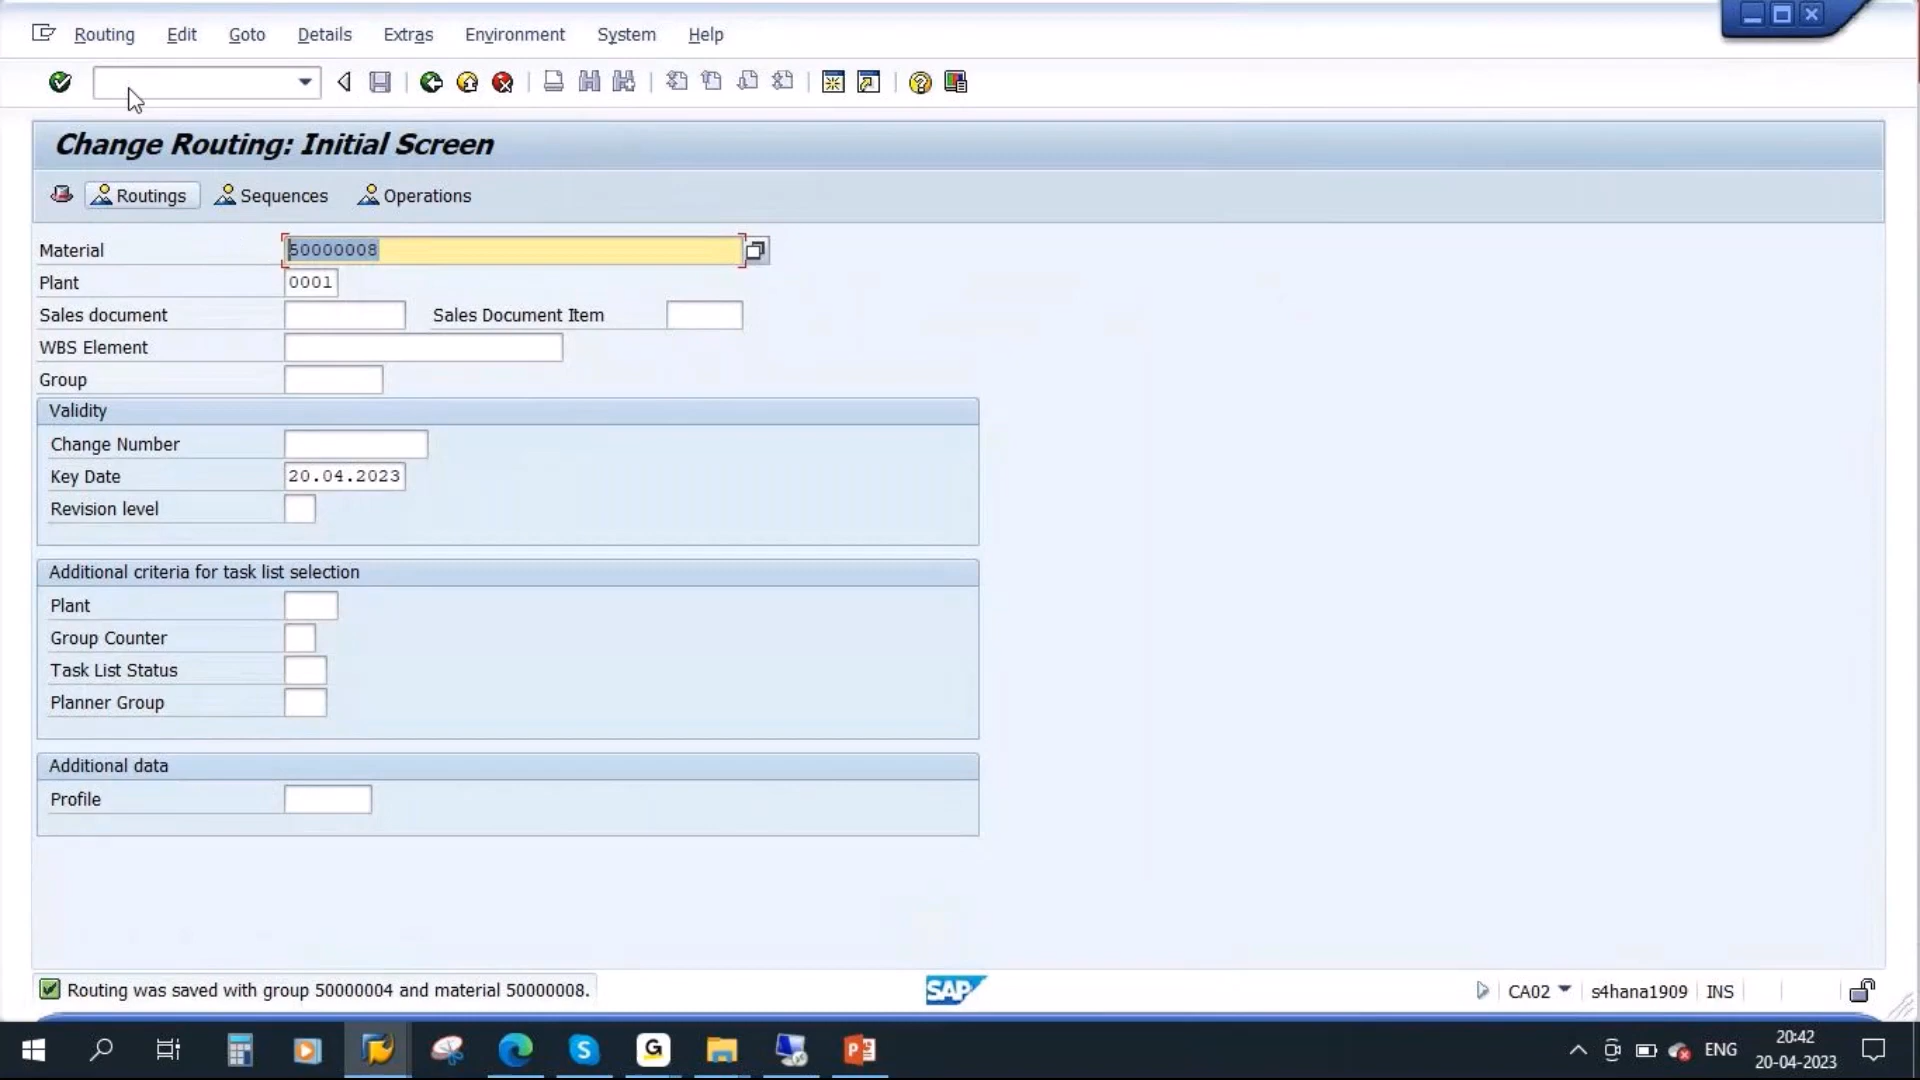 Routing Edit Goto Details Extras Environment System Help
Change Routing: Initial Screen
Routings Sequences Operations
Material 50000008
Plant 0001
Sales document Sales Document Item
WBS Element
Group
Validity
Change Number
Key Date 20.04.2023
Revision level
Additional criteria for task list selection
Plant
Group Counter
Task List Status
Planner Group
Additional data
Profile
Routing was saved with group 50000004 and material 50000008. SAP CA02 s4hana1909 INS
ENG 20:42
20-04-2023